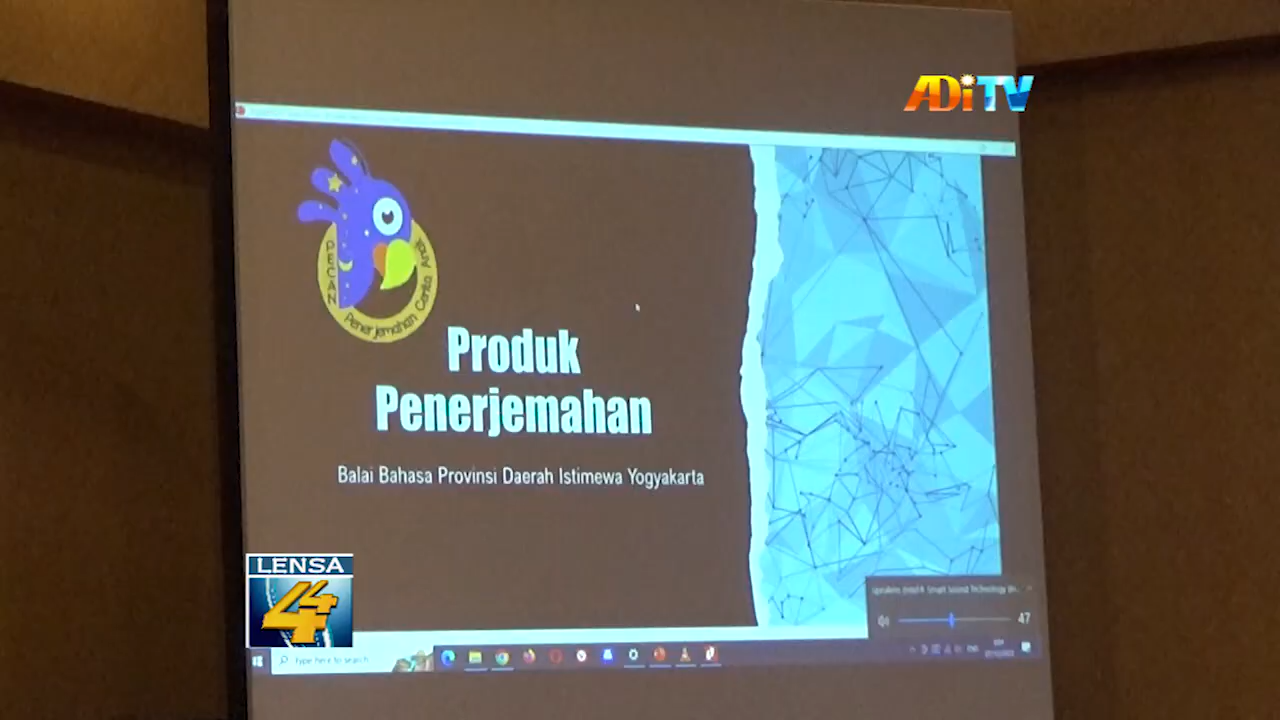 ADiTV
PECAN
Penerjemahan Cerita Anak
Produk
Penerjemahan
Balai Bahasa Provinsi Daerah Istimewa Yogyakarta
LENSA
44
47
Type here to search